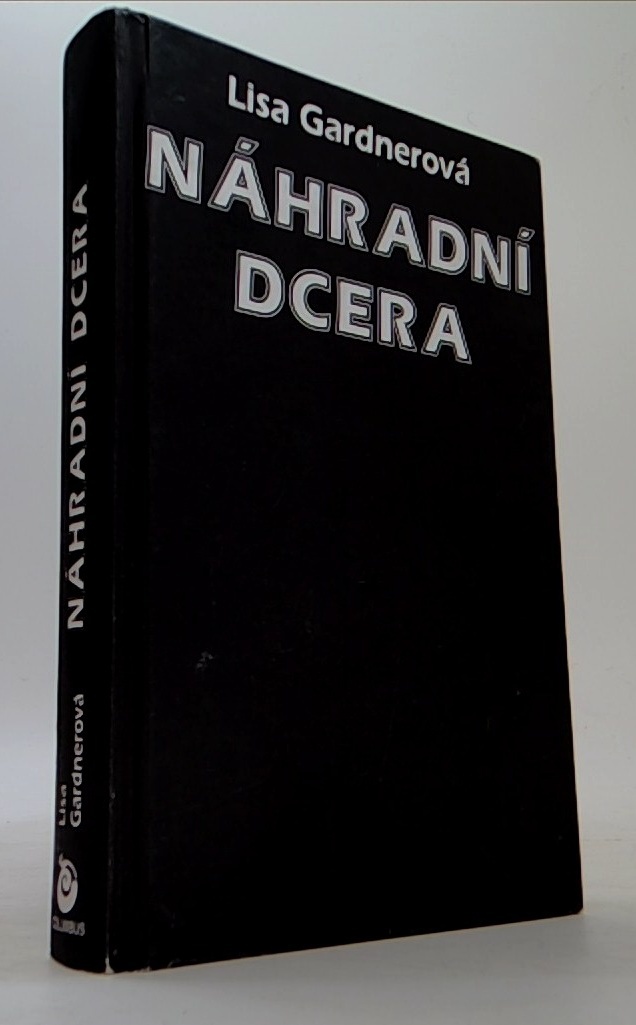 Lisa Gardnerová
NÁHRADNÍ
DCERA
NÁHRADNÍ DCERA
Lisa
Gardnerová
COLUMBUS